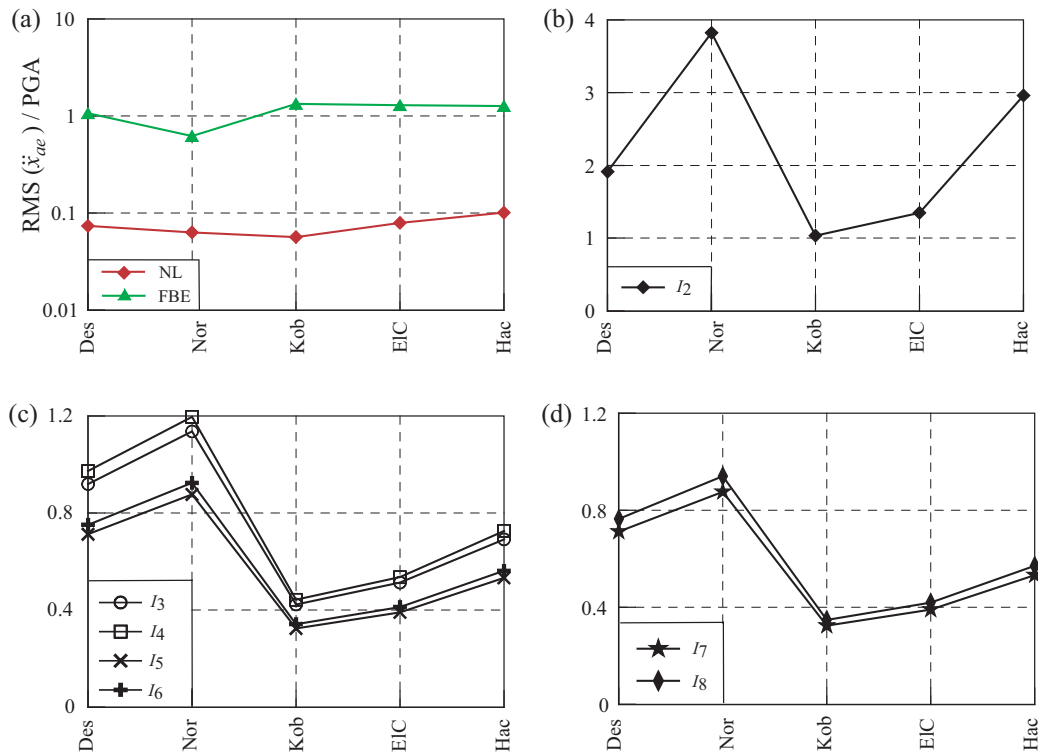 (a)
RMS (ẍae) / PGA
10
1
0.1
0.01
NL
FBE
Des
Nor
Kob
ElC
Hac
(b)
4
3
2
1
0
I2
Des
Nor
Kob
ElC
Hac
(c)
1.2
0.8
0.4
0
I3
I4
I5
I6
Des
Nor
Kob
ElC
Hac
(d)
1.2
0.8
0.4
0
I7
I8
Des
Nor
Kob
ElC
Hac